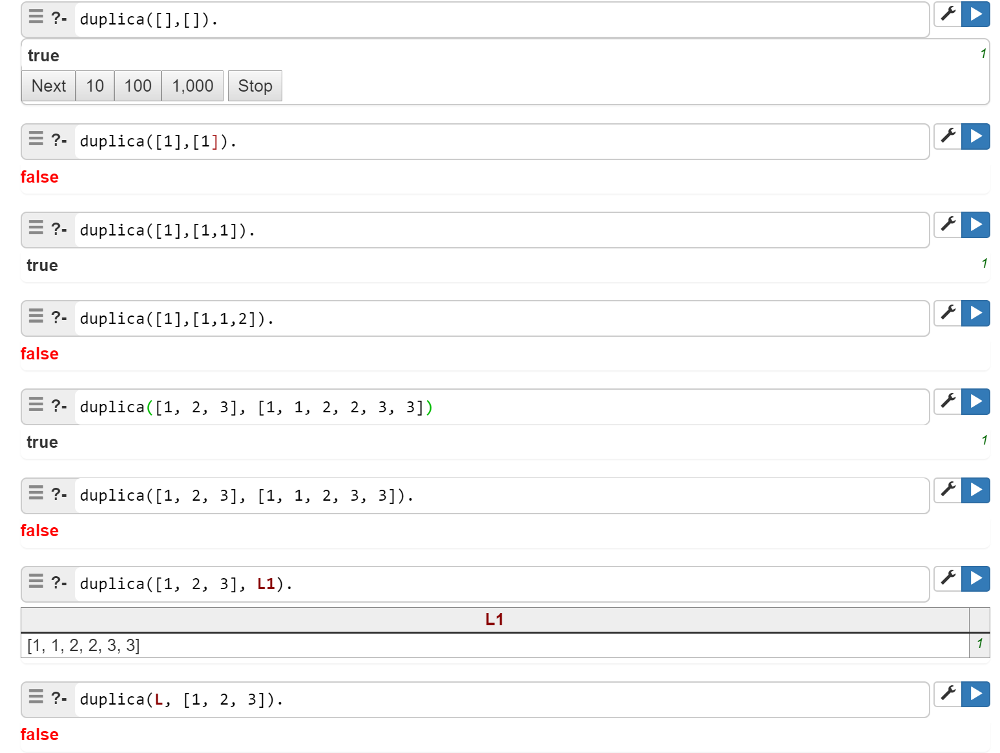 ?- duplica([],[]).
true 1
Next 10 100 1,000 Stop
?- duplica([1],[1]).
false
?- duplica([1],[1,1]).
true 1
?- duplica([1],[1,1,2]).
false
?- duplica([1, 2, 3], [1, 1, 2, 2, 3, 3])
true 1
?- duplica([1, 2, 3], [1, 1, 2, 3, 3]).
false
?- duplica([1, 2, 3], L1).
L1
[1, 1, 2, 2, 3, 3] 1
?- duplica(L, [1, 2, 3]).
false